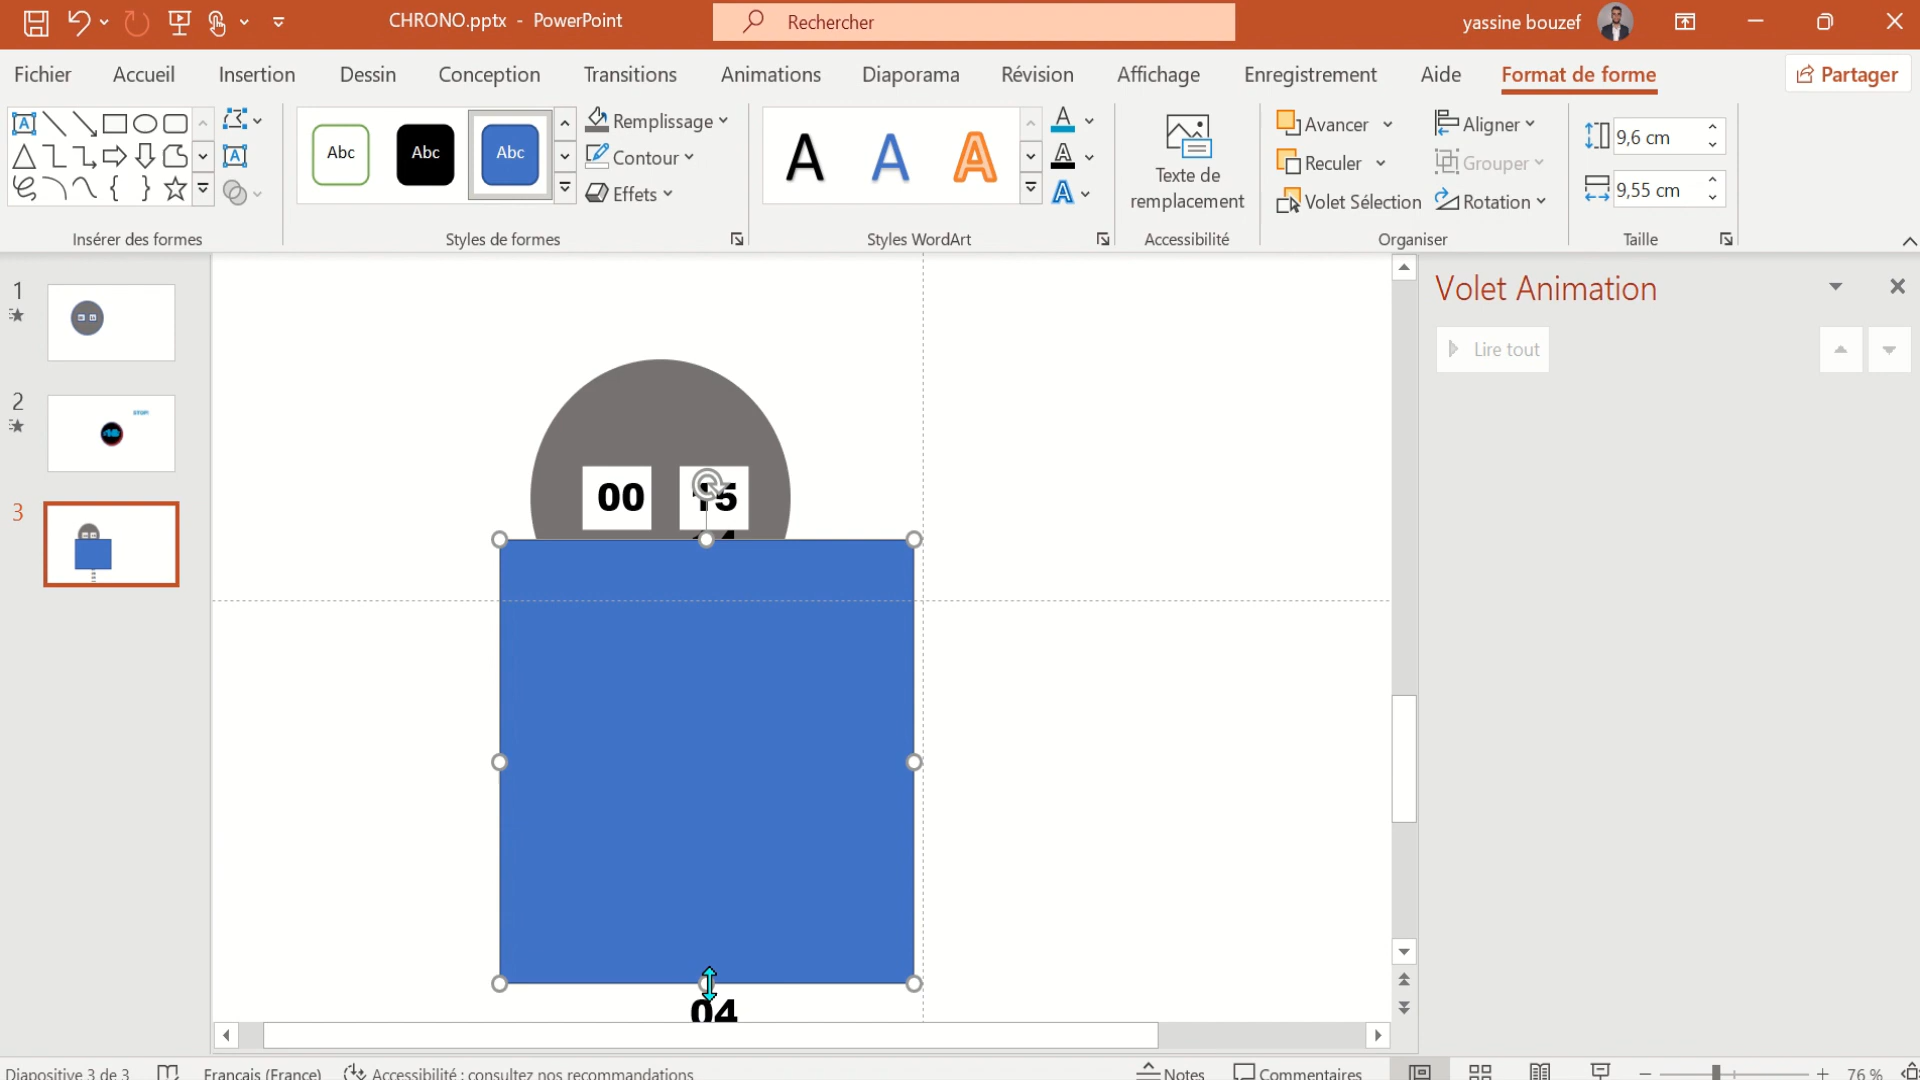 CHRONO.pptx - PowerPoint
Rechercher
yassine bouzef
Fichier Accueil Insertion Dessin Conception Transitions Animations Diaporama Révision Affichage Enregistrement Aide Format de forme
Partager
Abc Abc Abc
Remplissage
Contour
Effets
A A A
Texte de
remplacement
Avancer
Reculer
Volet Sélection
Aligner
Grouper
Rotation
9,6 cm
9,55 cm
Insérer des formes
Styles de formes
Styles WordArt
Accessibilité
Organiser
Taille
1
2
3
00 15
04
Volet Animation
Lire tout
Diapositive 3 de 3
Français (France)
Accessibilité : consultez nos recommandations
Notes
Commentaires
76 %